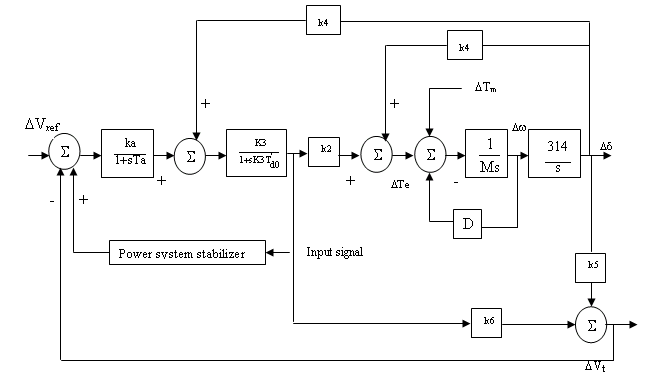 k4
k4
+
+
ΔTm
ΔVref
Σ
ka
1+sTa
+
Σ
K3
1+sK3T'd0
k2
+
Σ
ΔTe
Σ
-
1
Ms
Δω
314
s
Δδ
-
+
D
Power system stabilizer
Input signal
k5
k6
Σ
ΔVt